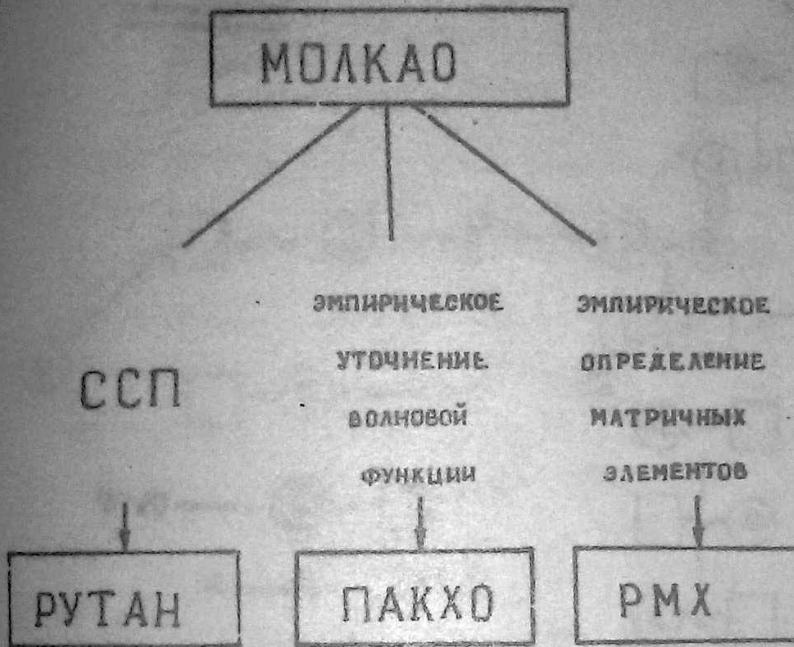 МОЛКАО
ССП
ЭМПИРИЧЕСКОЕ
УТОЧНЕНИЕ
ВОЛНОВОЙ
ФУНКЦИИ
ЭМПИРИЧЕСКОЕ
ОПРЕДЕЛЕНИЕ
МАТРИЧНЫХ
ЭЛЕМЕНТОВ
РУТАН
ПАКХО
РМХ